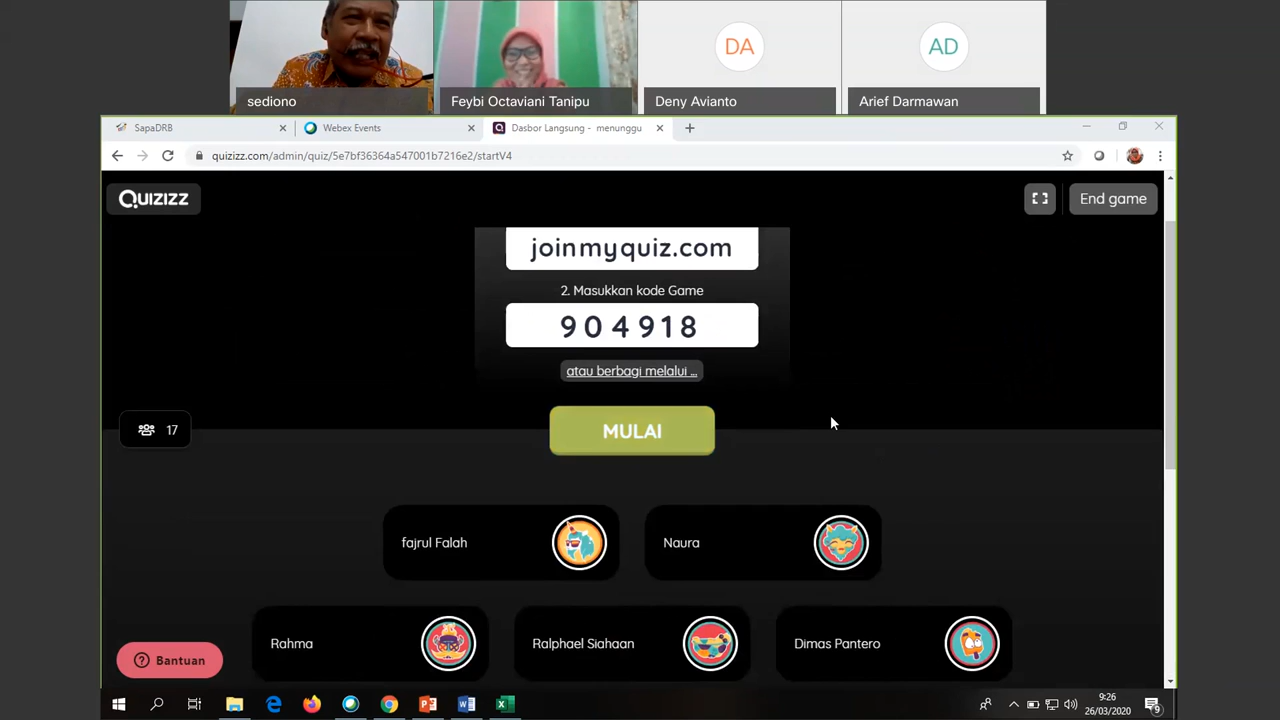 DA
AD
sediono
Feybi Octaviani Tanipu
Deny Avianto
Arief Darmawan
SapaDRB
Webex Events
Dasbor Langsung - menunggu
quizizz.com/admin/quiz/5e7bf36364a547001b7216e2/startV4
QUIZIZZ
End game
joinmyquiz.com
2. Masukkan kode Game
904918
atau berbagi melalui ...
17
MULAI
fajrul Falah
Naura
Rahma
Ralphael Siahaan
Dimas Pantero
Bantuan
9:26
26/03/2020
9